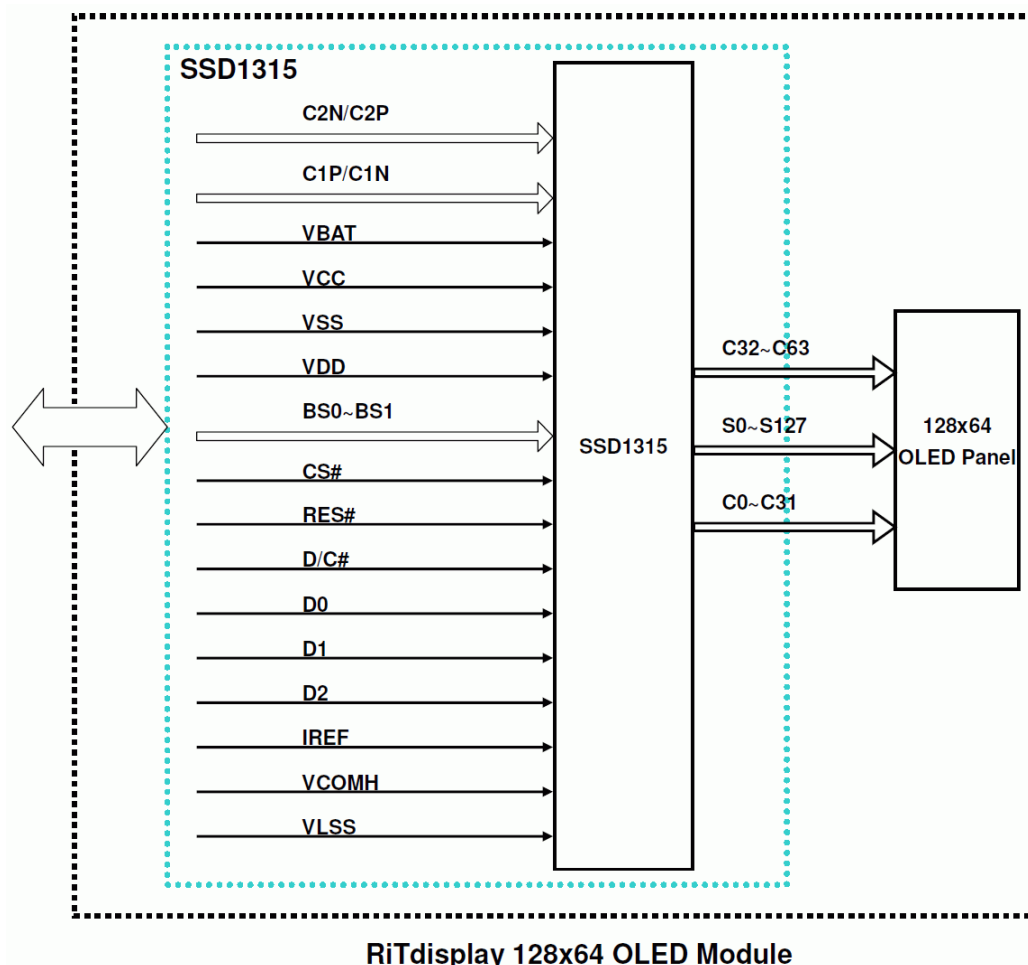 SSD1315
C2N/C2P
C1P/C1N
VBAT
VCC
VSS
VDD
BS0~BS1
CS#
RES#
D/C#
D0
D1
D2
IREF
VCOMH
VLSS
SSD1315
C32~C63
S0~S127
C0~C31
128x64
OLED Panel
RiTdisplay 128x64 OLED Module